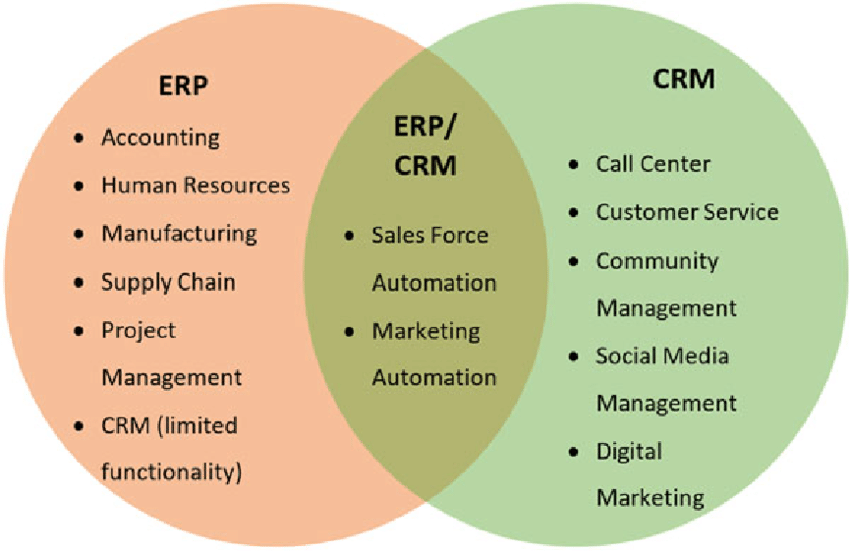 ERP
• Accounting
• Human Resources
• Manufacturing
• Supply Chain
• Project
Management
• CRM (limited
functionality)
ERP/
CRM
• Sales Force
Automation
• Marketing
Automation
CRM
• Call Center
• Customer Service
• Community
Management
• Social Media
Management
• Digital
Marketing